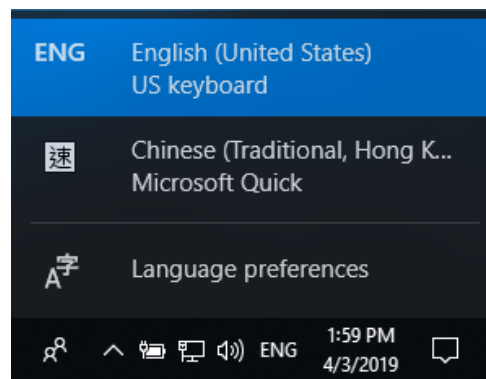 ENG English (United States)
US keyboard
速 Chinese (Traditional, Hong K...
Microsoft Quick
A字 Language preferences
ENG 1:59 PM
4/3/2019